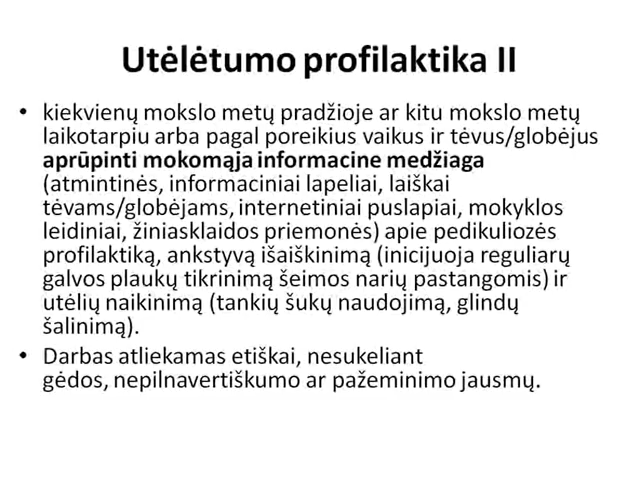 Utėlėtumo profilaktika II
• kiekvienų mokslo metų pradžioje ar kitu mokslo metų
laikotarpiu arba pagal poreikius vaikus ir tėvus/globėjus
aprūpinti mokomąja informacine medžiaga
(atmintinės, informaciniai lapeliai, laiškai
tėvams/globėjams, internetiniai puslapiai, mokyklos
leidiniai, žiniasklaidos priemonės) apie pedikuliozės
profilaktiką, ankstyvą išaiškinimą (inicijuoja reguliarų
galvos plaukų tikrinimą šeimos narių pastangomis) ir
utėlių naikinimą (tankių šukų naudojimą, glindų
šalinimą).
• Darbas atliekamas etiškai, nesukeliant
gėdos, nepilnavertiškumo ar pažeminimo jausmų.